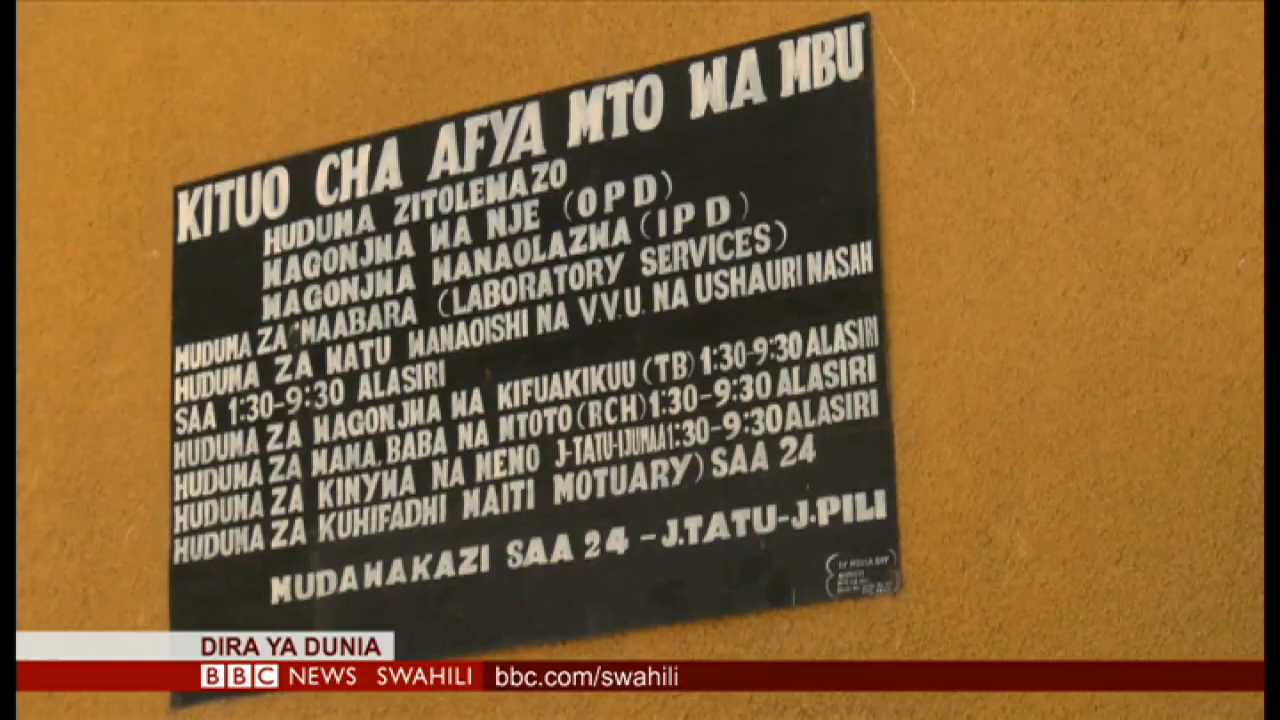 KITUO CHA AFYA MTO WA MBU
HUDUMA ZITOLEWAZO
WAGONJWA WA NJE (OPD)
WAGONJWA WANAOLAZWA (IPD)
HUDUMA ZA MAABARA (LABORATORY SERVICES)
HUDUMA ZA WATU WANAOISHI NA V.V.U. NA USHAURI NASAH
SAA 1:30-9:30 ALASIRI
HUDUMA ZA WAGONJWA WA KIFUAKIKUU (TB) 1:30-9:30 ALASIRI
HUDUMA ZA MAMA, BABA NA MTOTO (RCH) 1:30-9:30 ALASIRI
HUDUMA ZA KINYWA NA MENO J-TATU-IJUMAA 1:30-9:30 ALASIRI
HUDUMA ZA KUHIFADHI MAITI MOTUARY) SAA 24
MUDA WA KAZI SAA 24 - J.TATU-J.PILI
DIRA YA DUNIA
BBC NEWS SWAHILI bbc.com/swahili